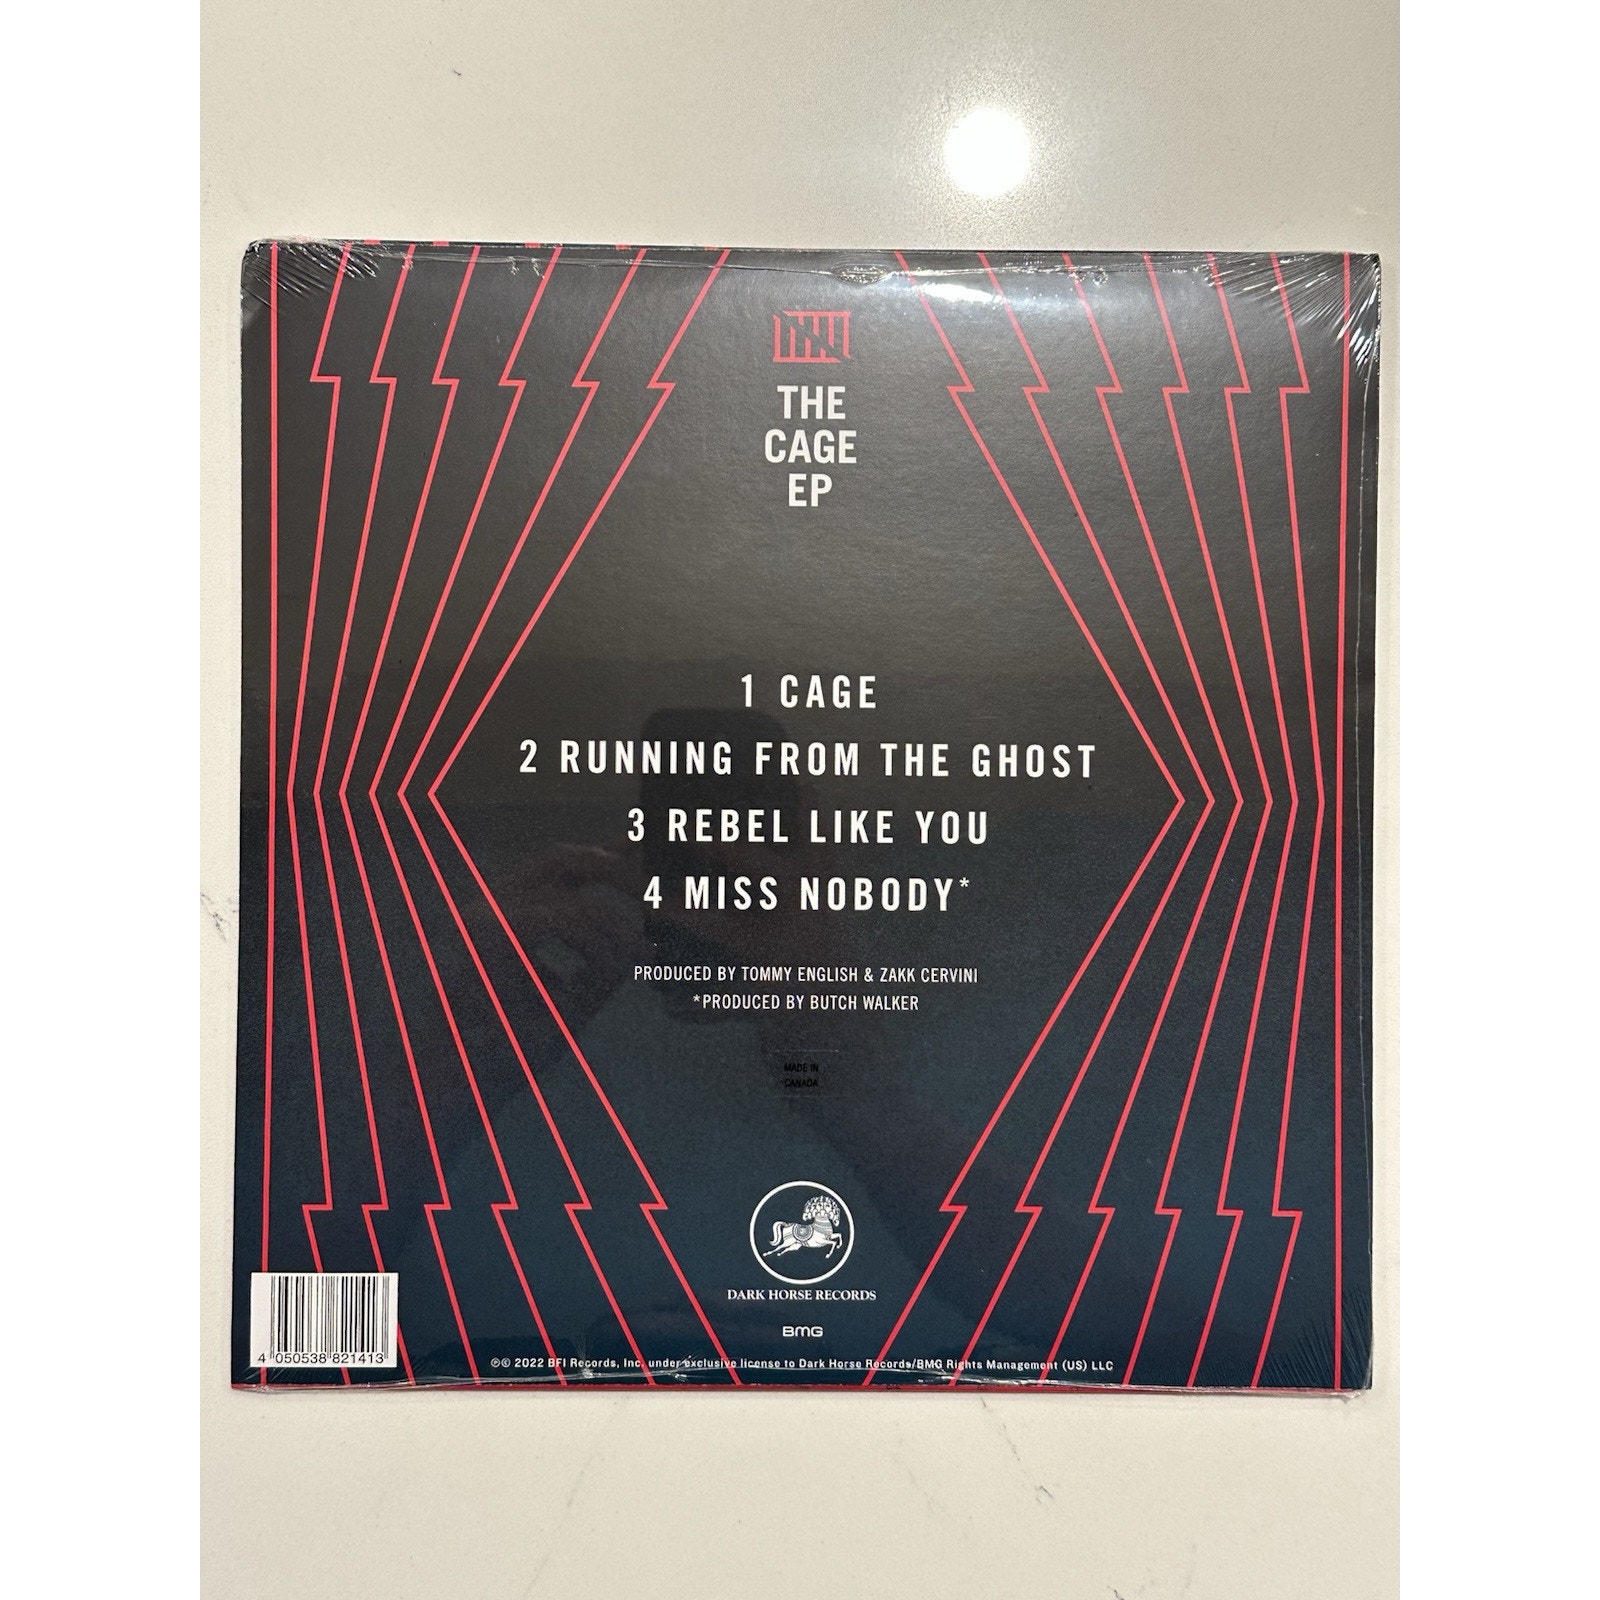 THE
CAGE
EP
1 CAGE
2 RUNNING FROM THE GHOST
3 REBEL LIKE YOU
4 MISS NOBODY*
PRODUCED BY TOMMY ENGLISH & ZAKK CERVINI
*PRODUCED BY BUTCH WALKER
MADE IN
CANADA
DARK HORSE RECORDS
BMG
4 050538 821413
℗© 2022 BFI Records, Inc. under exclusive license to Dark Horse Records/BMG Rights Management (US) LLC